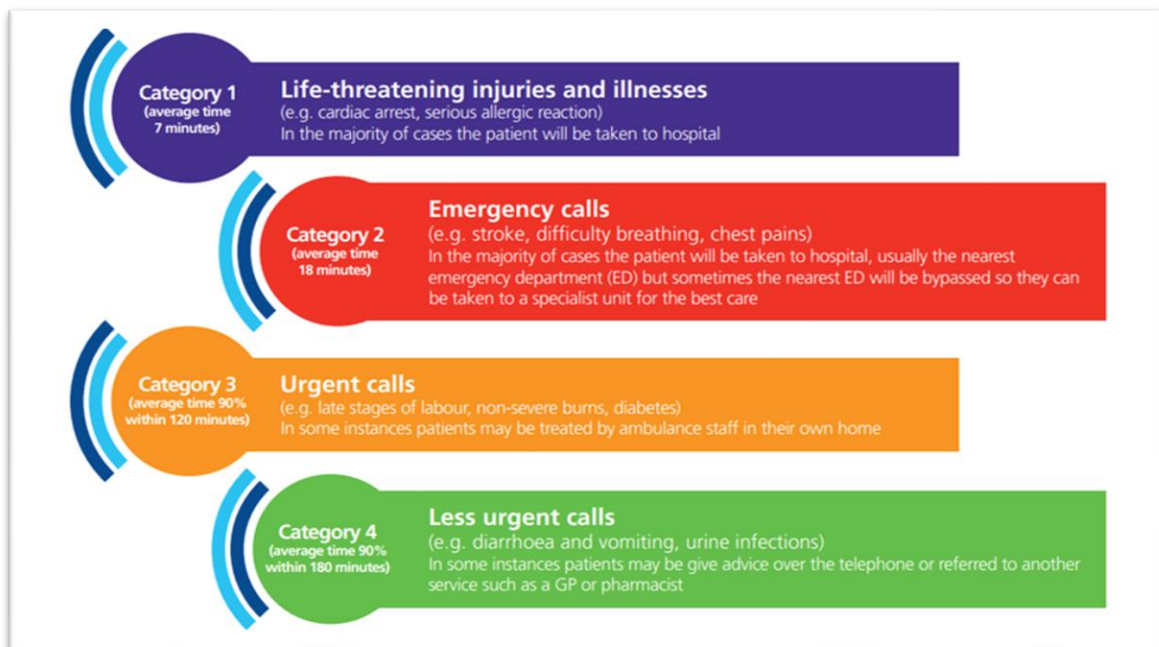 Category 1
(average time
7 minutes)
Life-threatening injuries and illnesses
(e.g. cardiac arrest, serious allergic reaction)
In the majority of cases the patient will be taken to hospital
Category 2
(average time
18 minutes)
Emergency calls
(e.g. stroke, difficulty breathing, chest pains)
In the majority of cases the patient will be taken to hospital, usually the nearest
emergency department (ED) but sometimes the nearest ED will be bypassed so they can
be taken to a specialist unit for the best care
Category 3
(average time 90%
within 120 minutes)
Urgent calls
(e.g. late stages of labour, non-severe burns, diabetes)
In some instances patients may be treated by ambulance staff in their own home
Category 4
(average time 90%
within 180 minutes)
Less urgent calls
(e.g. diarrhoea and vomiting, urine infections)
In some instances patients may be give advice over the telephone or referred to another
service such as a GP or pharmacist